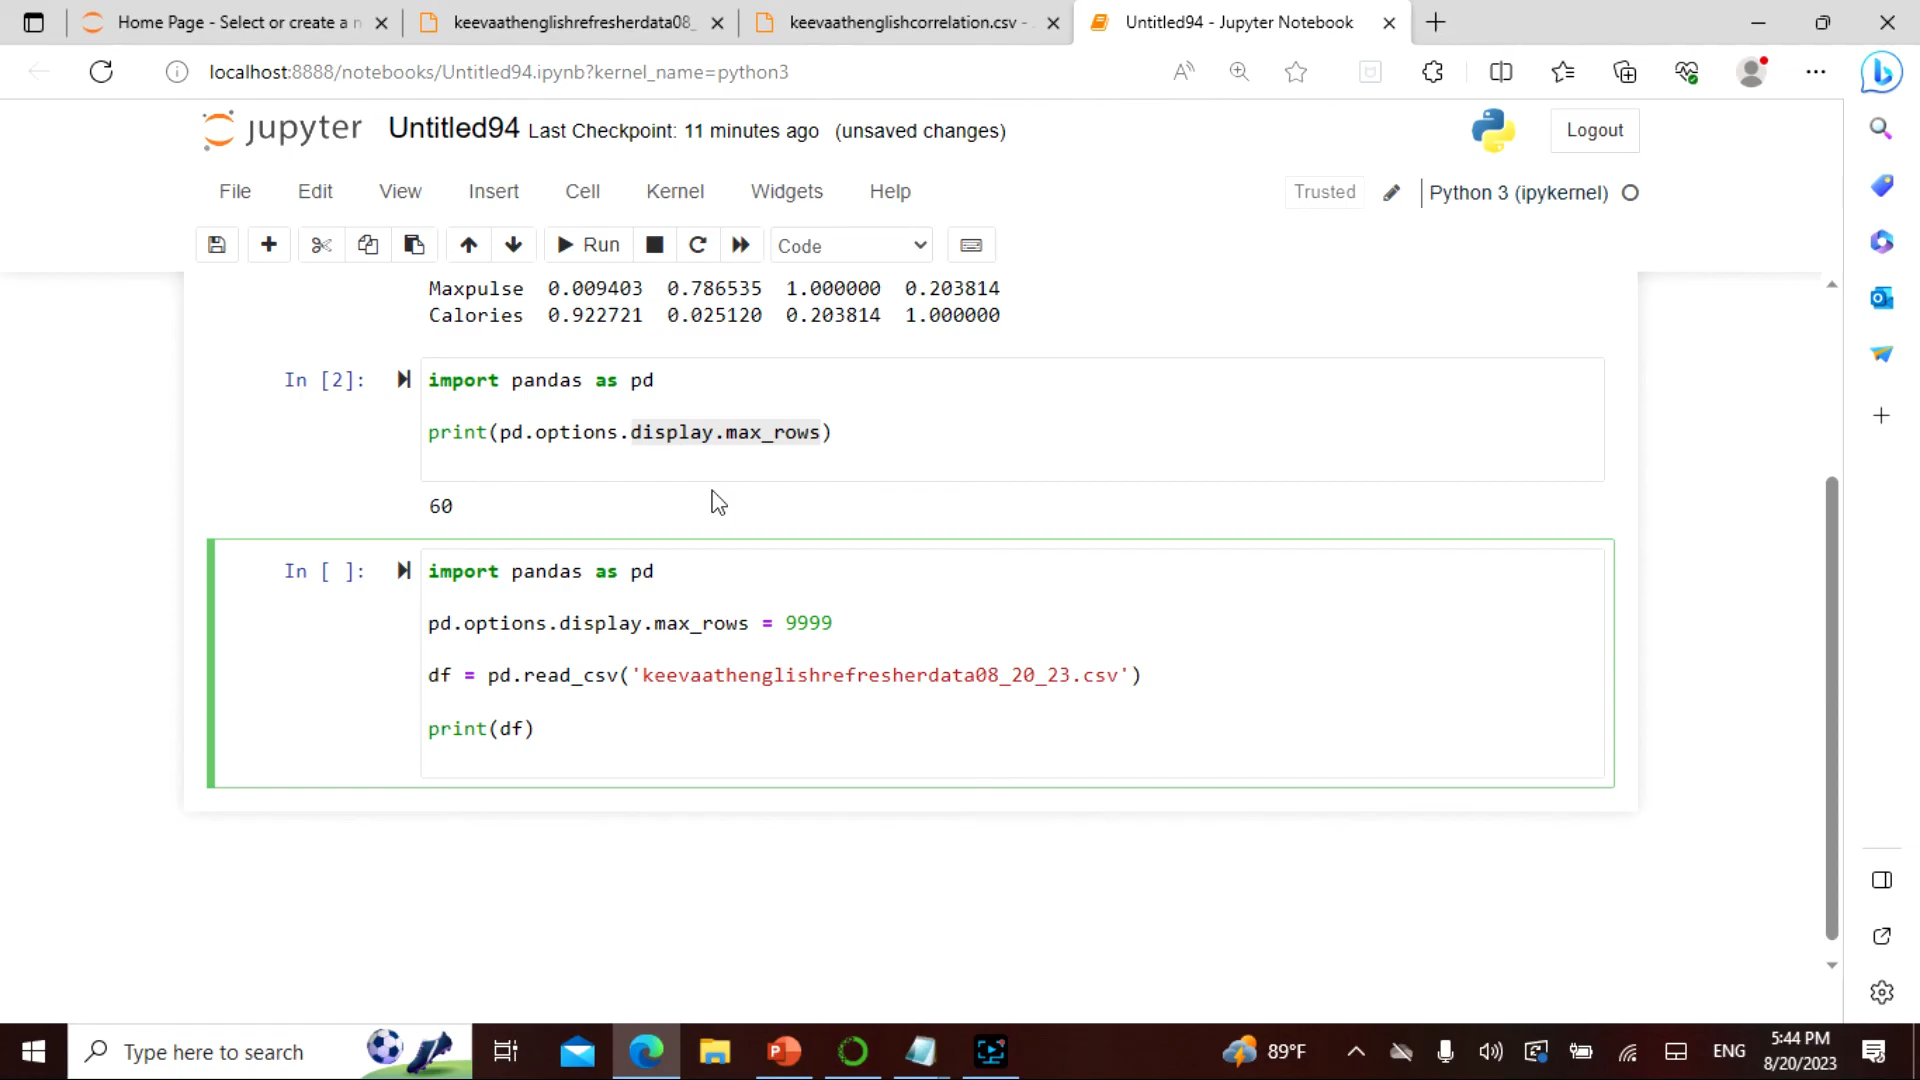 Home Page - Select or create a n
keevaathenglishrefresherdata08_
keevaathenglishcorrelation.csv -
Untitled94 - Jupyter Notebook
localhost:8888/notebooks/Untitled94.ipynb?kernel_name=python3
jupyter
Untitled94 Last Checkpoint: 11 minutes ago (unsaved changes)
Logout
File Edit View Insert Cell Kernel Widgets Help
Trusted
Python 3 (ipykernel)
Run
Code
Maxpulse 0.009403 0.786535 1.000000 0.203814
Calories 0.922721 0.025120 0.203814 1.000000
In [2]:
import pandas as pd
print(pd.options.display.max_rows)
60
In [ ]:
import pandas as pd
pd.options.display.max_rows = 9999
df = pd.read_csv('keevaathenglishrefresherdata08_20_23.csv')
print(df)
Type here to search
89°F
ENG
5:44 PM
8/20/2023